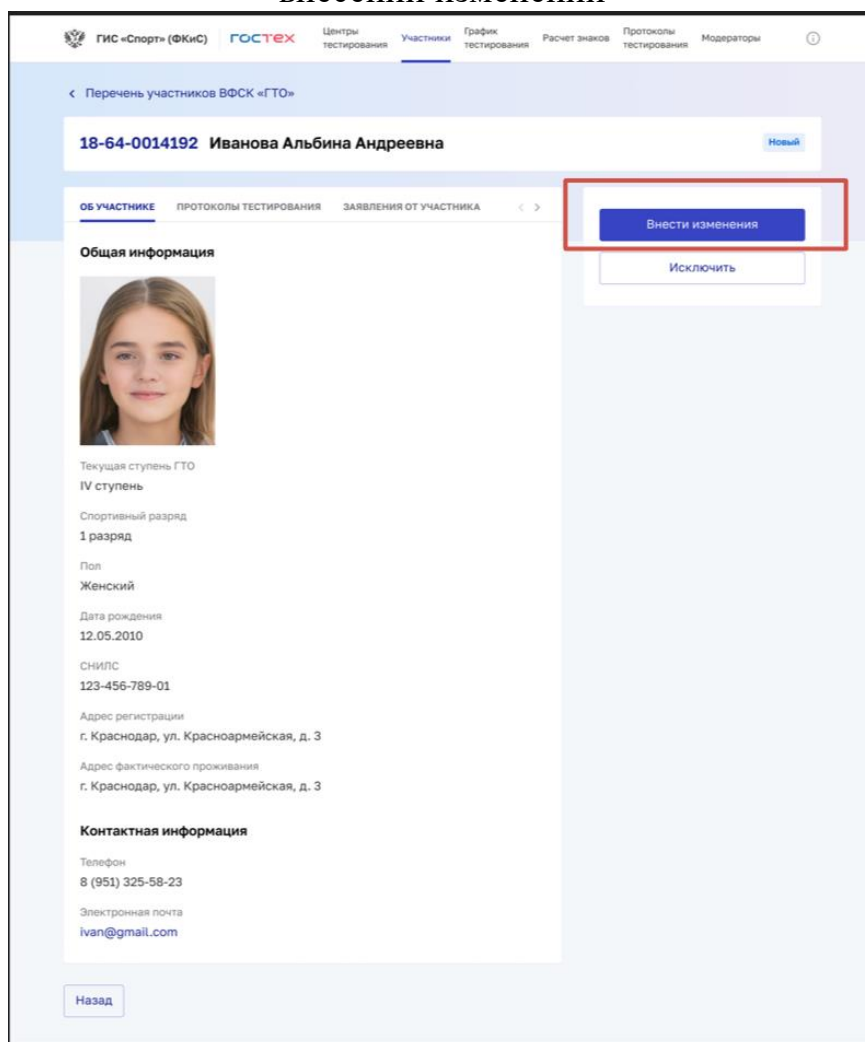 внесении изменений
ГИС «Спорт» (ФКиС)
ГОСТЕХ
Центры тестирования
Участники
График тестирования
Расчет знаков
Протоколы тестирования
Модераторы
Перечень участников ВФСК «ГТО»
18-64-0014192 Иванова Альбина Андреевна
Новый
ОБ УЧАСТНИКЕ
ПРОТОКОЛЫ ТЕСТИРОВАНИЯ
ЗАЯВЛЕНИЯ ОТ УЧАСТНИКА
Внести изменения
Исключить
Общая информация
Текущая ступень ГТО
IV ступень
Спортивный разряд
1 разряд
Пол
Женский
Дата рождения
12.05.2010
СНИЛС
123-456-789-01
Адрес регистрации
г. Краснодар, ул. Красноармейская, д. 3
Адрес фактического проживания
г. Краснодар, ул. Красноармейская, д. 3
Контактная информация
Телефон
8 (951) 325-58-23
Электронная почта
ivan@gmail.com
Назад